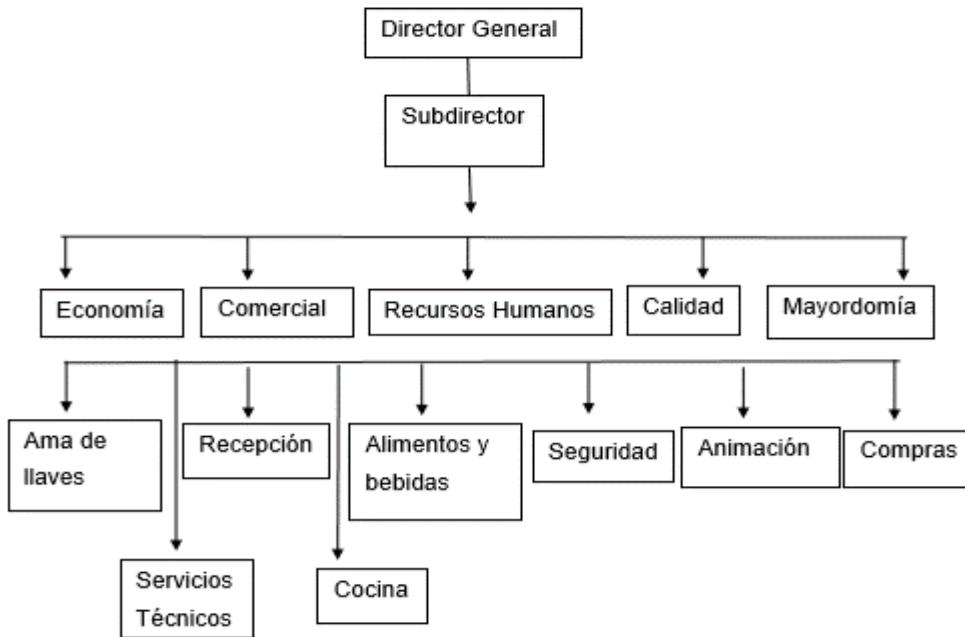 Director General
Subdirector
Economía
Comercial
Recursos Humanos
Calidad
Mayordomía
Ama de
llaves
Recepción
Alimentos y
bebidas
Seguridad
Animación
Compras
Servicios
Técnicos
Cocina